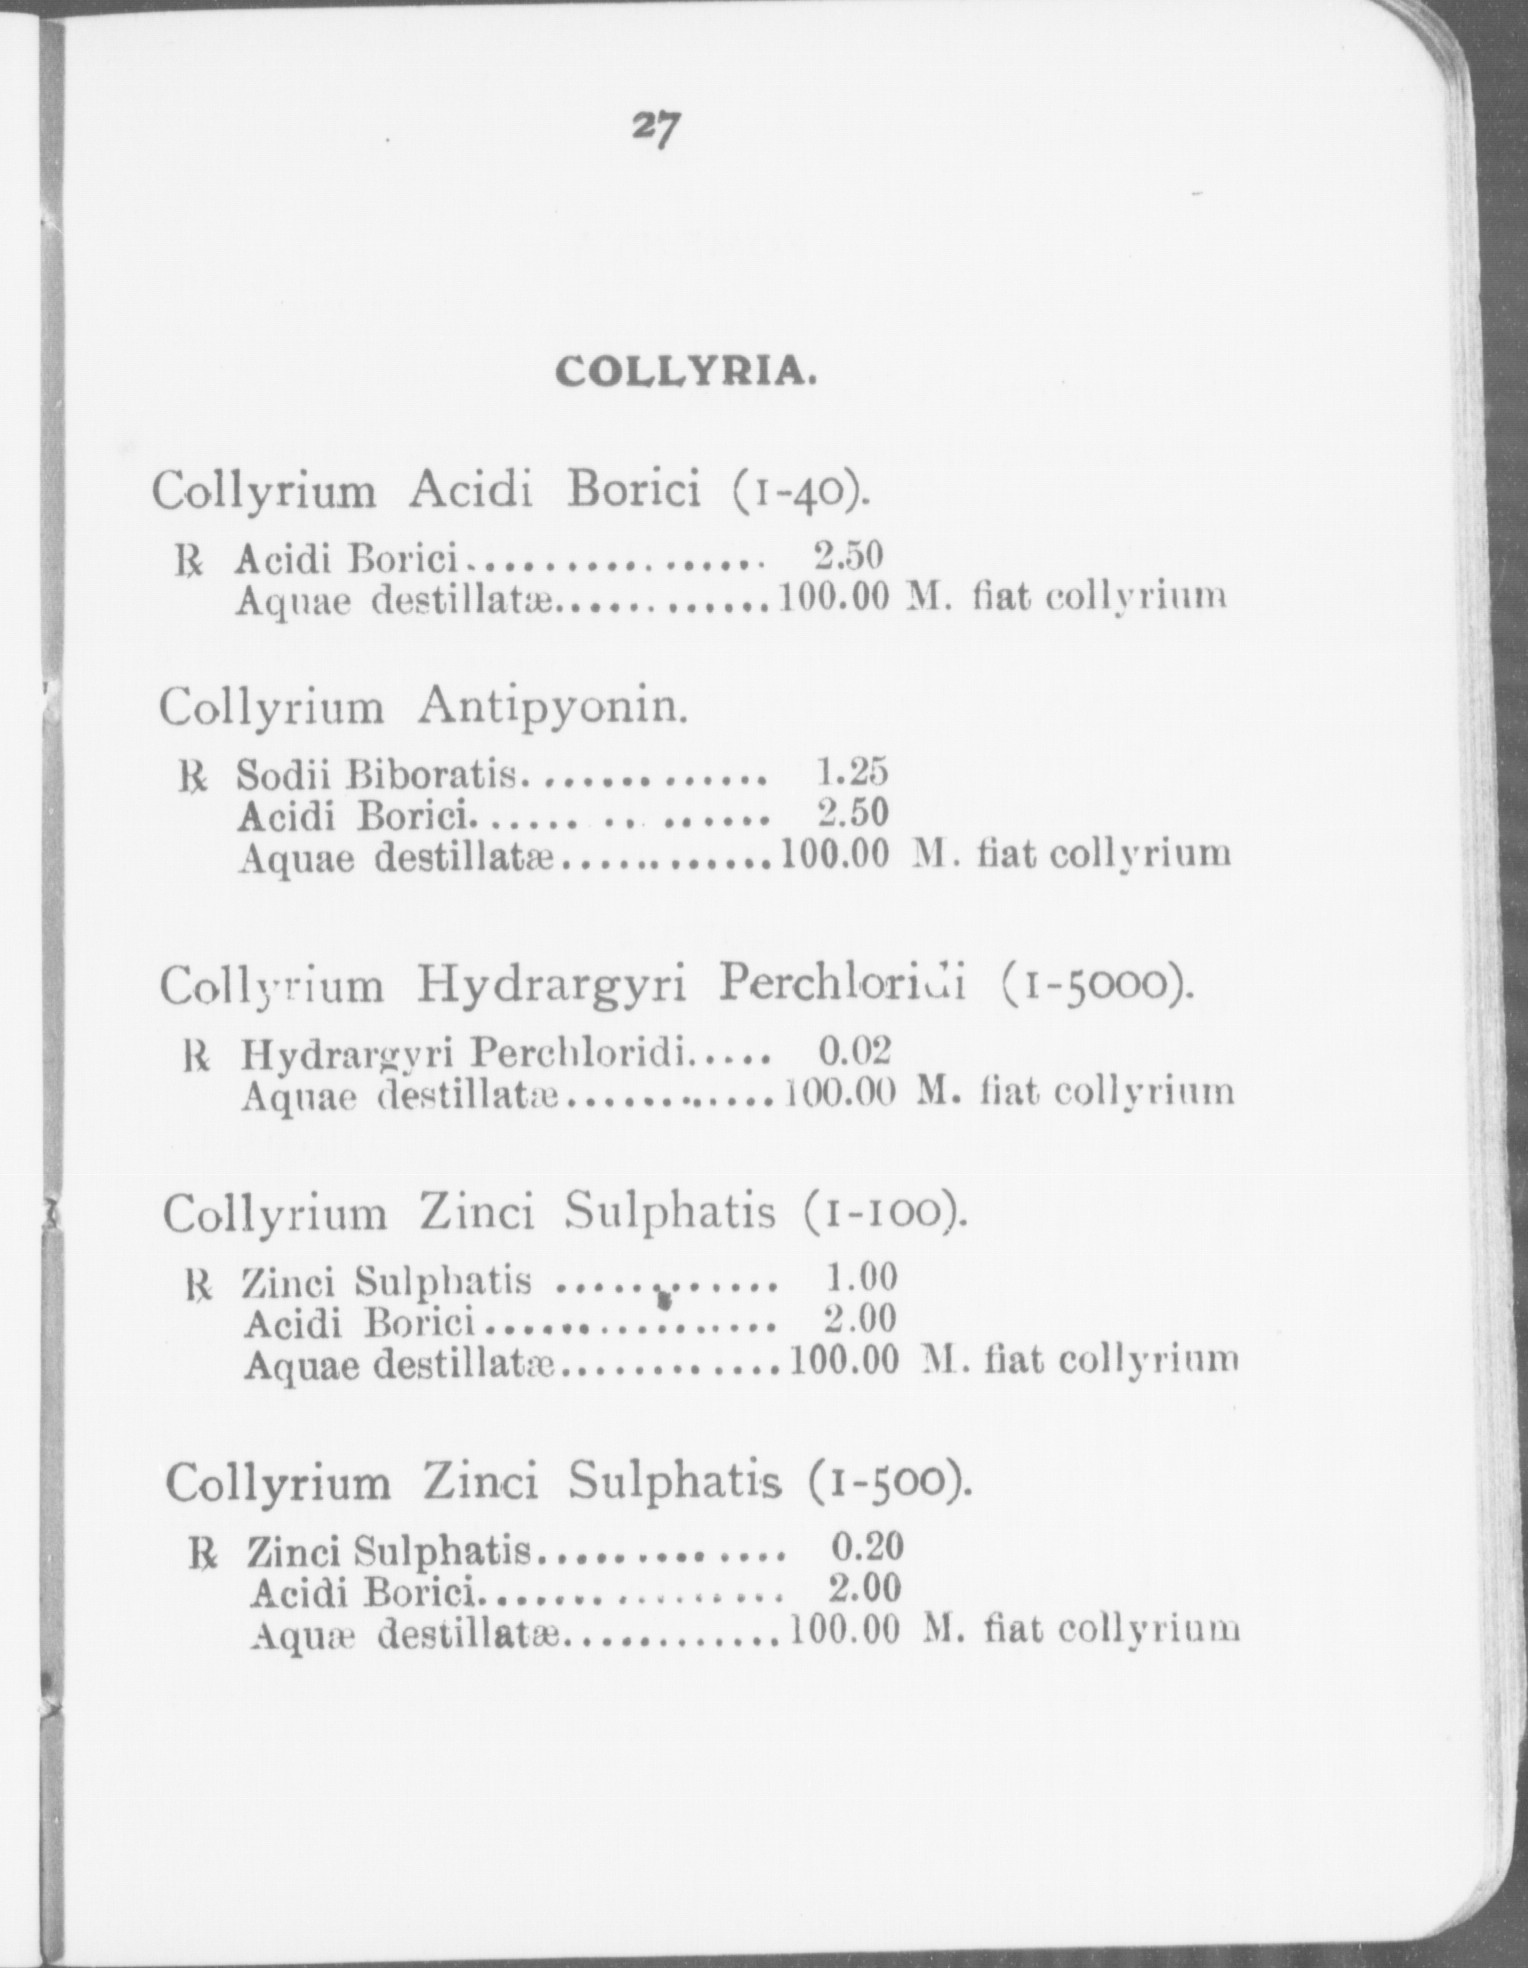 27
COLLYRIA.
Collyrium Acidi Borici (1-40).
℞ Acidi Borici................ 2.50
Aquae destillatæ............100.00 M. fiat collyrium
Collyrium Antipyonin.
℞ Sodii Biboratis............. 1.25
Acidi Borici...... .. ...... 2.50
Aquae destillatæ............100.00 M. fiat collyrium
Collyrium Hydrargyri Perchloridi (1-5000).
℞ Hydrargyri Perchloridi..... 0.02
Aquae destillatæ............100.00 M. fiat collyrium
Collyrium Zinci Sulphatis (1-100).
℞ Zinci Sulphatis ............ 1.00
Acidi Borici................ 2.00
Aquae destillatæ............100.00 M. fiat collyrium
Collyrium Zinci Sulphatis (1-500).
℞ Zinci Sulphatis............. 0.20
Acidi Borici................ 2.00
Aquæ destillatæ............100.00 M. fiat collyrium